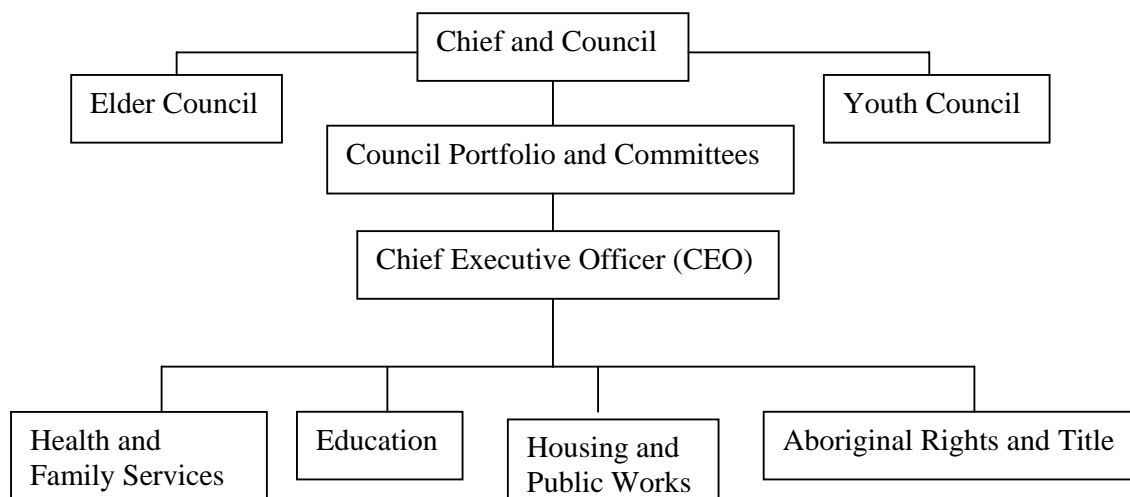 Chief and Council
Elder Council
Youth Council
Council Portfolio and Committees
Chief Executive Officer (CEO)
Health and
Family Services
Education
Housing and
Public Works
Aboriginal Rights and Title